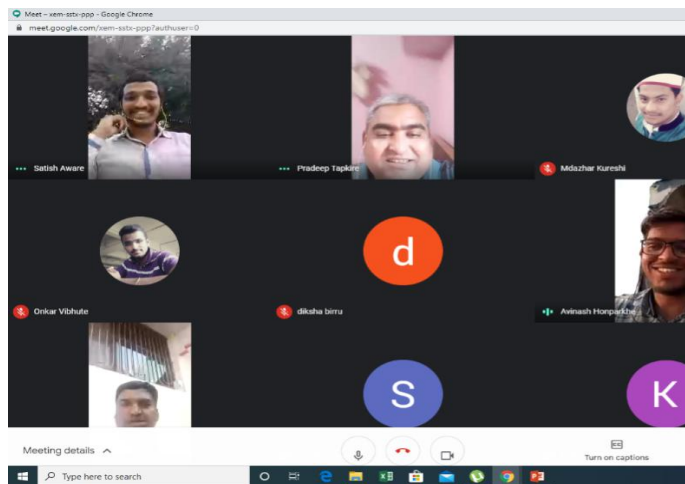 Meet – xem-sstx-ppp - Google Chrome
meet.google.com/xem-sstx-ppp?authuser=0
Satish Aware
Pradeep Tapkire
Mdazhar Kureshi
d
Onkar Vibhute
diksha birru
Avinash Honparkhe
S
K
Meeting details
CC
Turn on captions
Type here to search